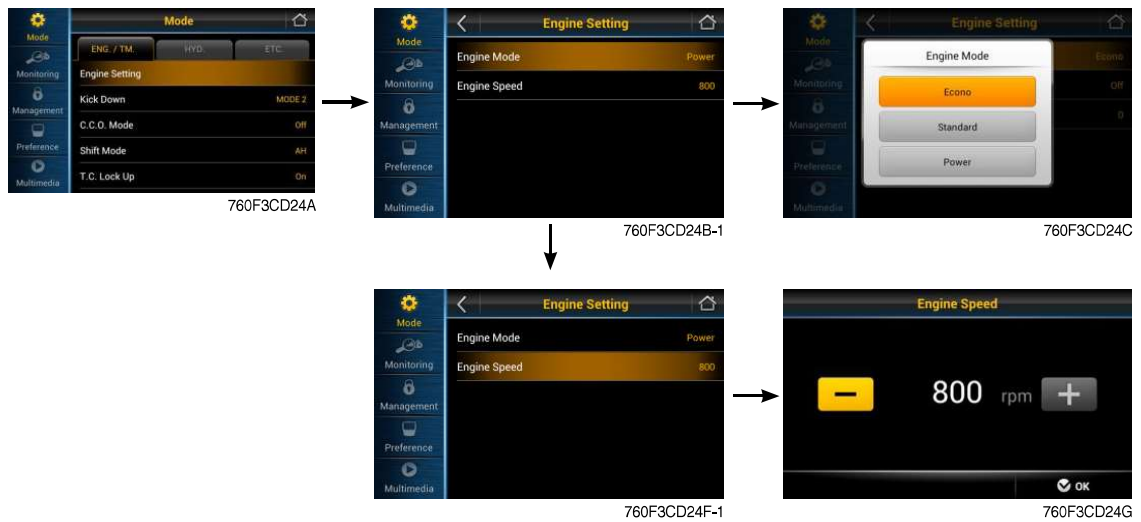 Mode
Mode
Monitoring
Management
Preference
Multimedia
ENG. / TM.
HYD.
ETC.
Engine Setting
Kick Down MODE 2
C.C.O. Mode Off
Shift Mode AH
T.C. Lock Up On
760F3CD24A
Engine Setting
Mode
Monitoring
Management
Preference
Multimedia
Engine Mode Power
Engine Speed 800
760F3CD24B-1
Engine Setting
Mode
Monitoring
Management
Preference
Multimedia
Econo
Off
0
Engine Mode
Econo
Standard
Power
760F3CD24C
Engine Setting
Mode
Monitoring
Management
Preference
Multimedia
Engine Mode Power
Engine Speed 800
760F3CD24F-1
Engine Speed
800 rpm
OK
760F3CD24G